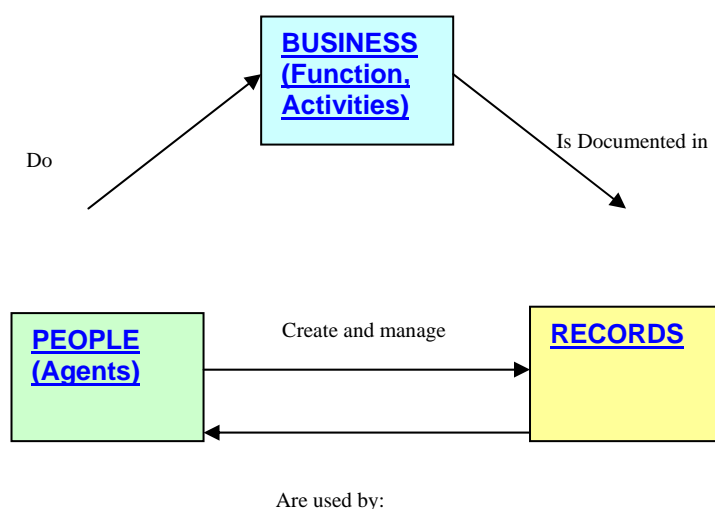 BUSINESS
(Function,
Activities)
Do
Is Documented in
PEOPLE
(Agents)
Create and manage
RECORDS
Are used by: